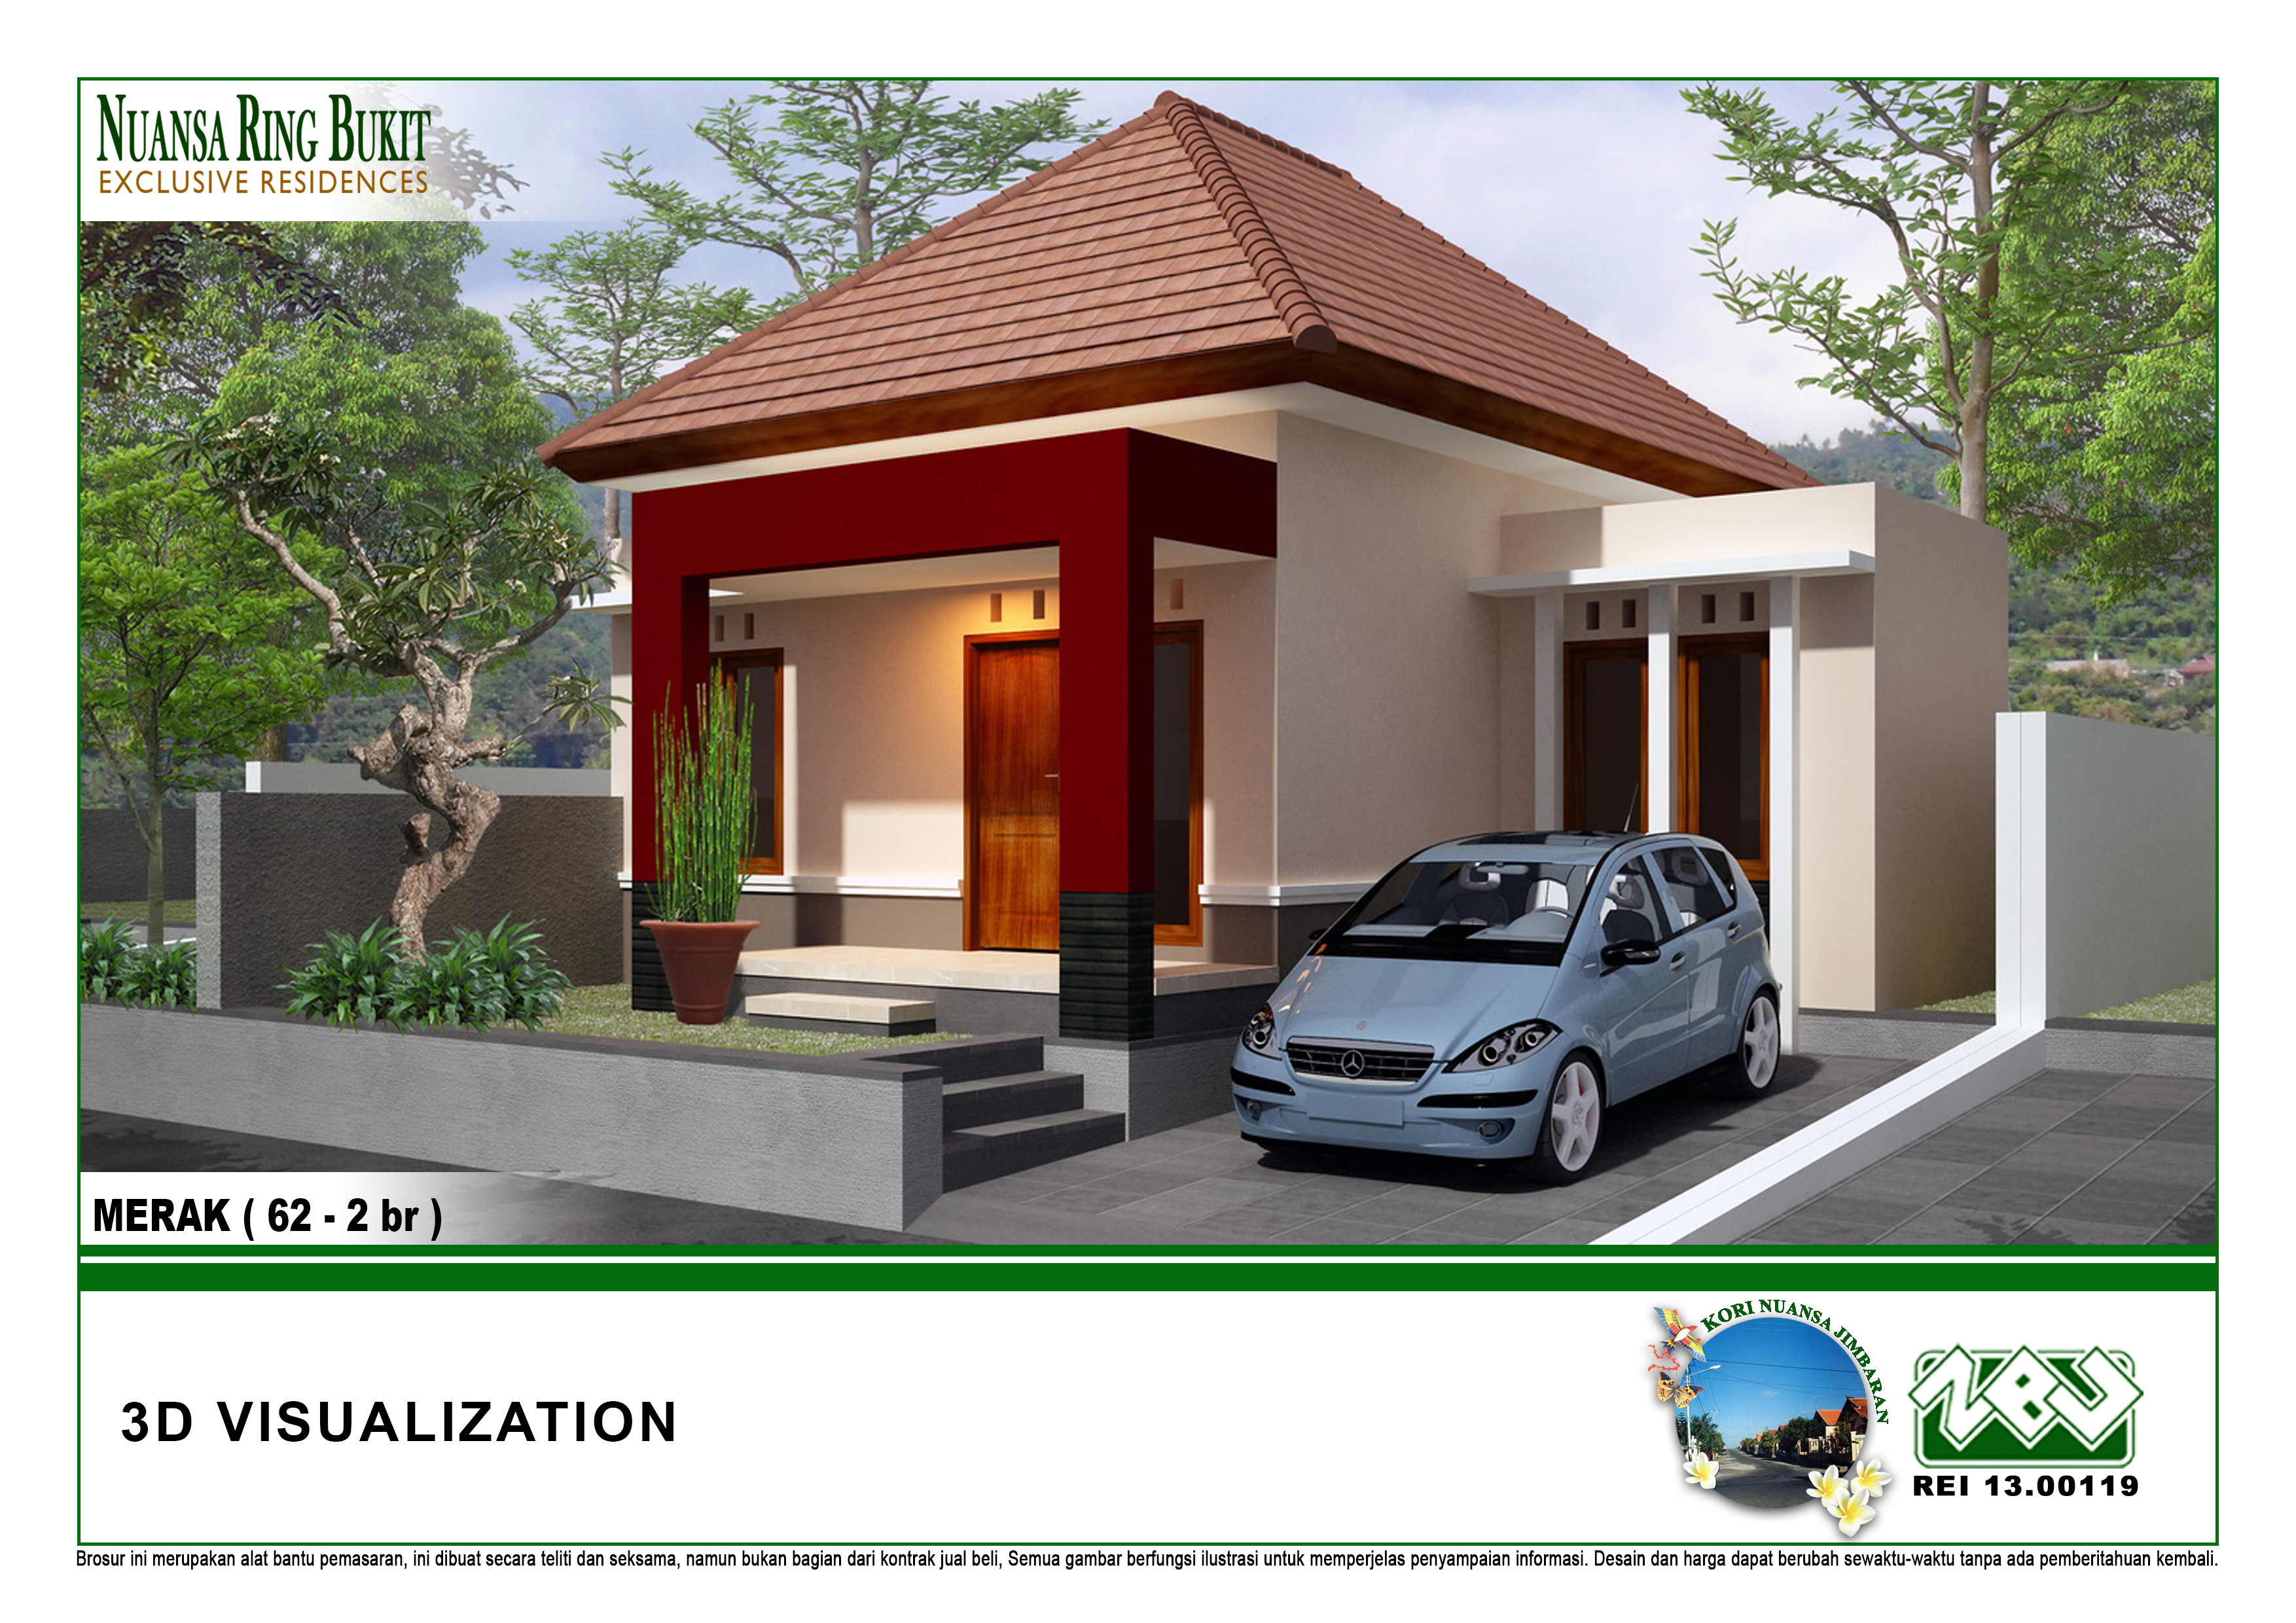 NUANSA RING BUKIT
EXCLUSIVE RESIDENCES
MERAK ( 62 - 2 br )
3D VISUALIZATION
KORI NUANSA JIMBARAN
NBU
REI 13.00119
Brosur ini merupakan alat bantu pemasaran, ini dibuat secara teliti dan seksama, namun bukan bagian dari kontrak jual beli, Semua gambar berfungsi ilustrasi untuk memperjelas penyampaian informasi. Desain dan harga dapat berubah sewaktu-waktu tanpa ada pemberitahuan kembali.